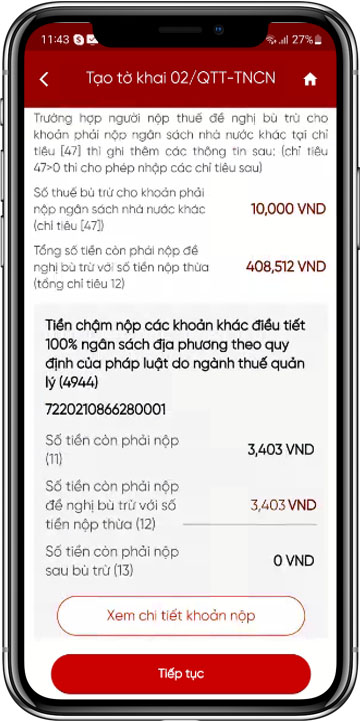 11:43 27%
Tạo tờ khai 02/QTT-TNCN
Trường hợp người nộp thuế đề nghị bù trừ cho
khoản phải nộp ngân sách nhà nước khác tại chỉ
tiêu [47] thì ghi thêm các thông tin sau: (chỉ tiêu
47>0 thì cho phép nhập các chỉ tiêu sau)
Số thuế bù trừ cho khoản phải
nộp ngân sách nhà nước khác
(chỉ tiêu [47])
10,000 VND
Tổng số tiền còn phải nộp đề
nghị bù trừ với số tiền nộp thừa
(tổng chỉ tiêu 12)
408,512 VND
Tiền chậm nộp các khoản khác điều tiết
100% ngân sách địa phương theo quy
định của pháp luật do ngành thuế quản
lý (4944)
7220210866280001
Số tiền còn phải nộp
(11)
3,403 VND
Số tiền còn phải nộp
đề nghị bù trừ với số
tiền nộp thừa (12)
3,403 VND
Số tiền còn phải nộp
sau bù trừ (13)
0 VND
Xem chi tiết khoản nộp
Tiếp tục